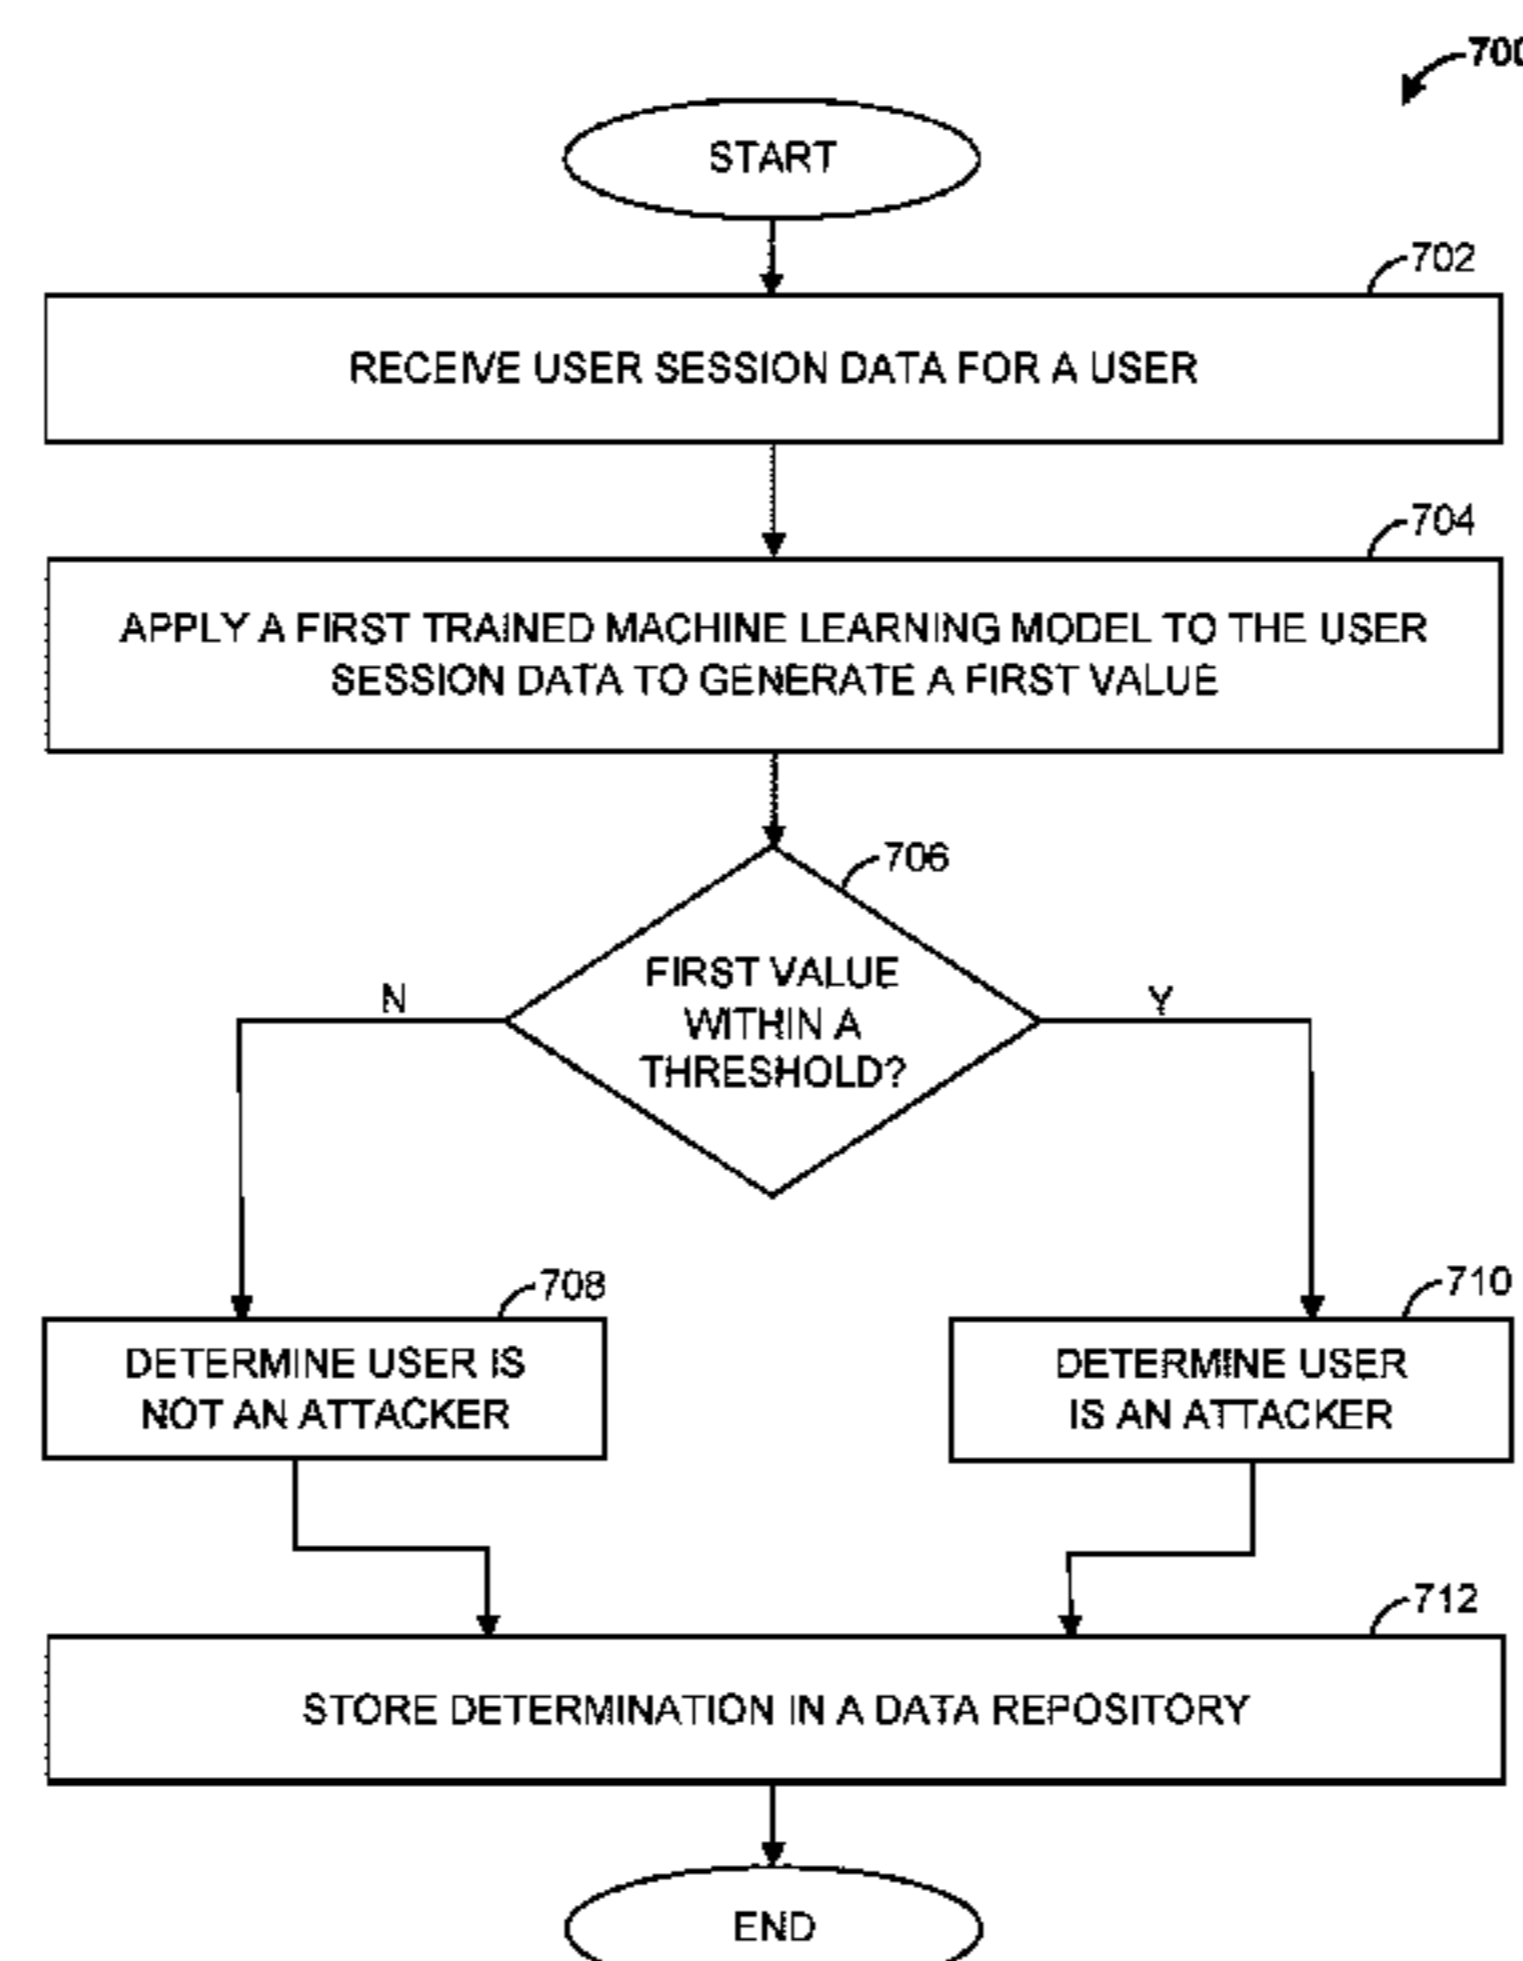 700
START
702
RECEIVE USER SESSION DATA FOR A USER
704
APPLY A FIRST TRAINED MACHINE LEARNING MODEL TO THE USER
SESSION DATA TO GENERATE A FIRST VALUE
706
FIRST VALUE
WITHIN A
THRESHOLD?
N
Y
708
DETERMINE USER IS
NOT AN ATTACKER
710
DETERMINE USER
IS AN ATTACKER
712
STORE DETERMINATION IN A DATA REPOSITORY
END